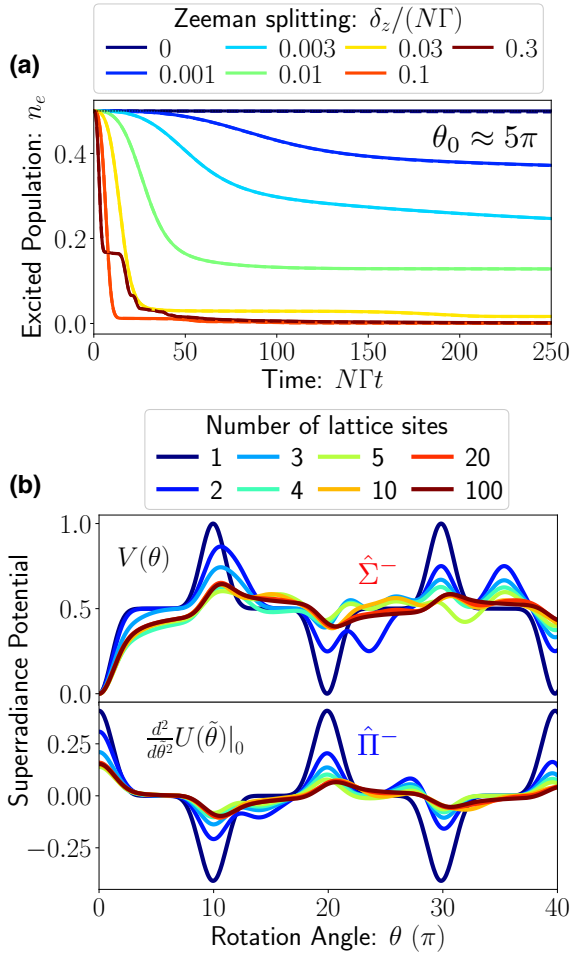 Zeeman splitting: δ_z/(NΓ)
0 0.003 0.03 0.3
0.001 0.01 0.1
(a)
Excited Population: n_e
0.4
0.2
0.0
θ_0 ≈ 5π
0 50 100 150 200 250
Time: NΓt
Number of lattice sites
1 3 5 20
2 4 10 100
(b)
Superradiance Potential
1.0
0.5
0.0
V(θ)
Σ̂^−
0.25
0.00
−0.25
d^2/dθ̃^2 U(θ̃)|_0
Π̂^−
0 10 20 30 40
Rotation Angle: θ (π)